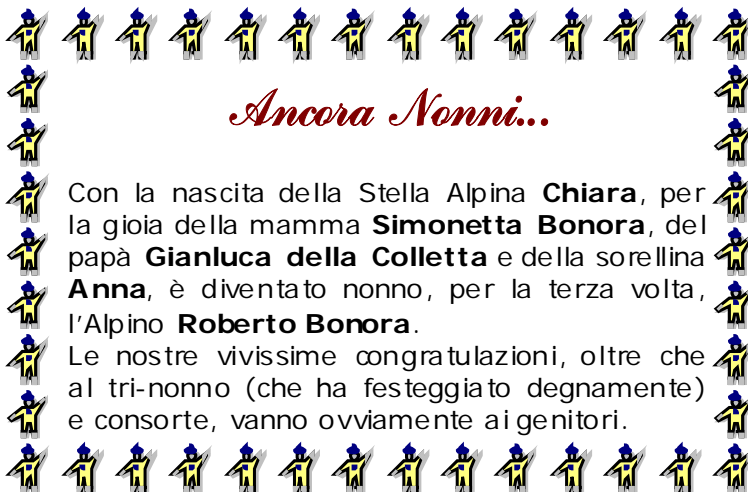 Ancora Nonni...
Con la nascita della Stella Alpina Chiara, per
la gioia della mamma Simonetta Bonora, del
papà Gianluca della Colletta e della sorellina
Anna, è diventato nonno, per la terza volta,
l'Alpino Roberto Bonora.
Le nostre vivissime congratulazioni, oltre che
al tri-nonno (che ha festeggiato degnamente)
e consorte, vanno ovviamente ai genitori.